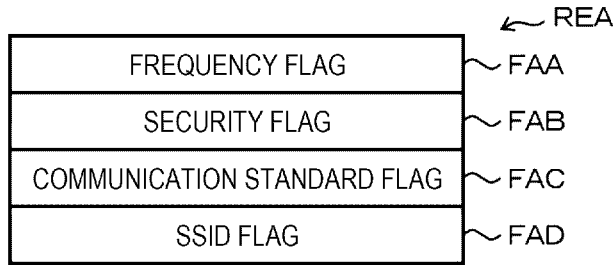 REA
FREQUENCY FLAG FAA
SECURITY FLAG FAB
COMMUNICATION STANDARD FLAG FAC
SSID FLAG FAD